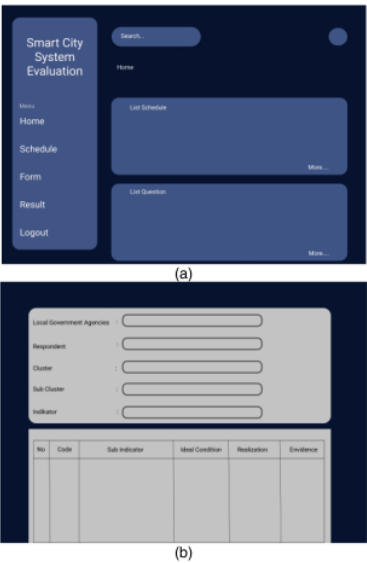 Smart City
System
Evaluation
Menu
Home
Schedule
Form
Result
Logout
Search...
Home
List Schedule
More...
List Question
More...
(a)
Local Government Agencies :
Respondent :
Cluster :
Sub Cluster :
Indikator :
No Code Sub Indicator Ideal Condition Realization Envidence
(b)